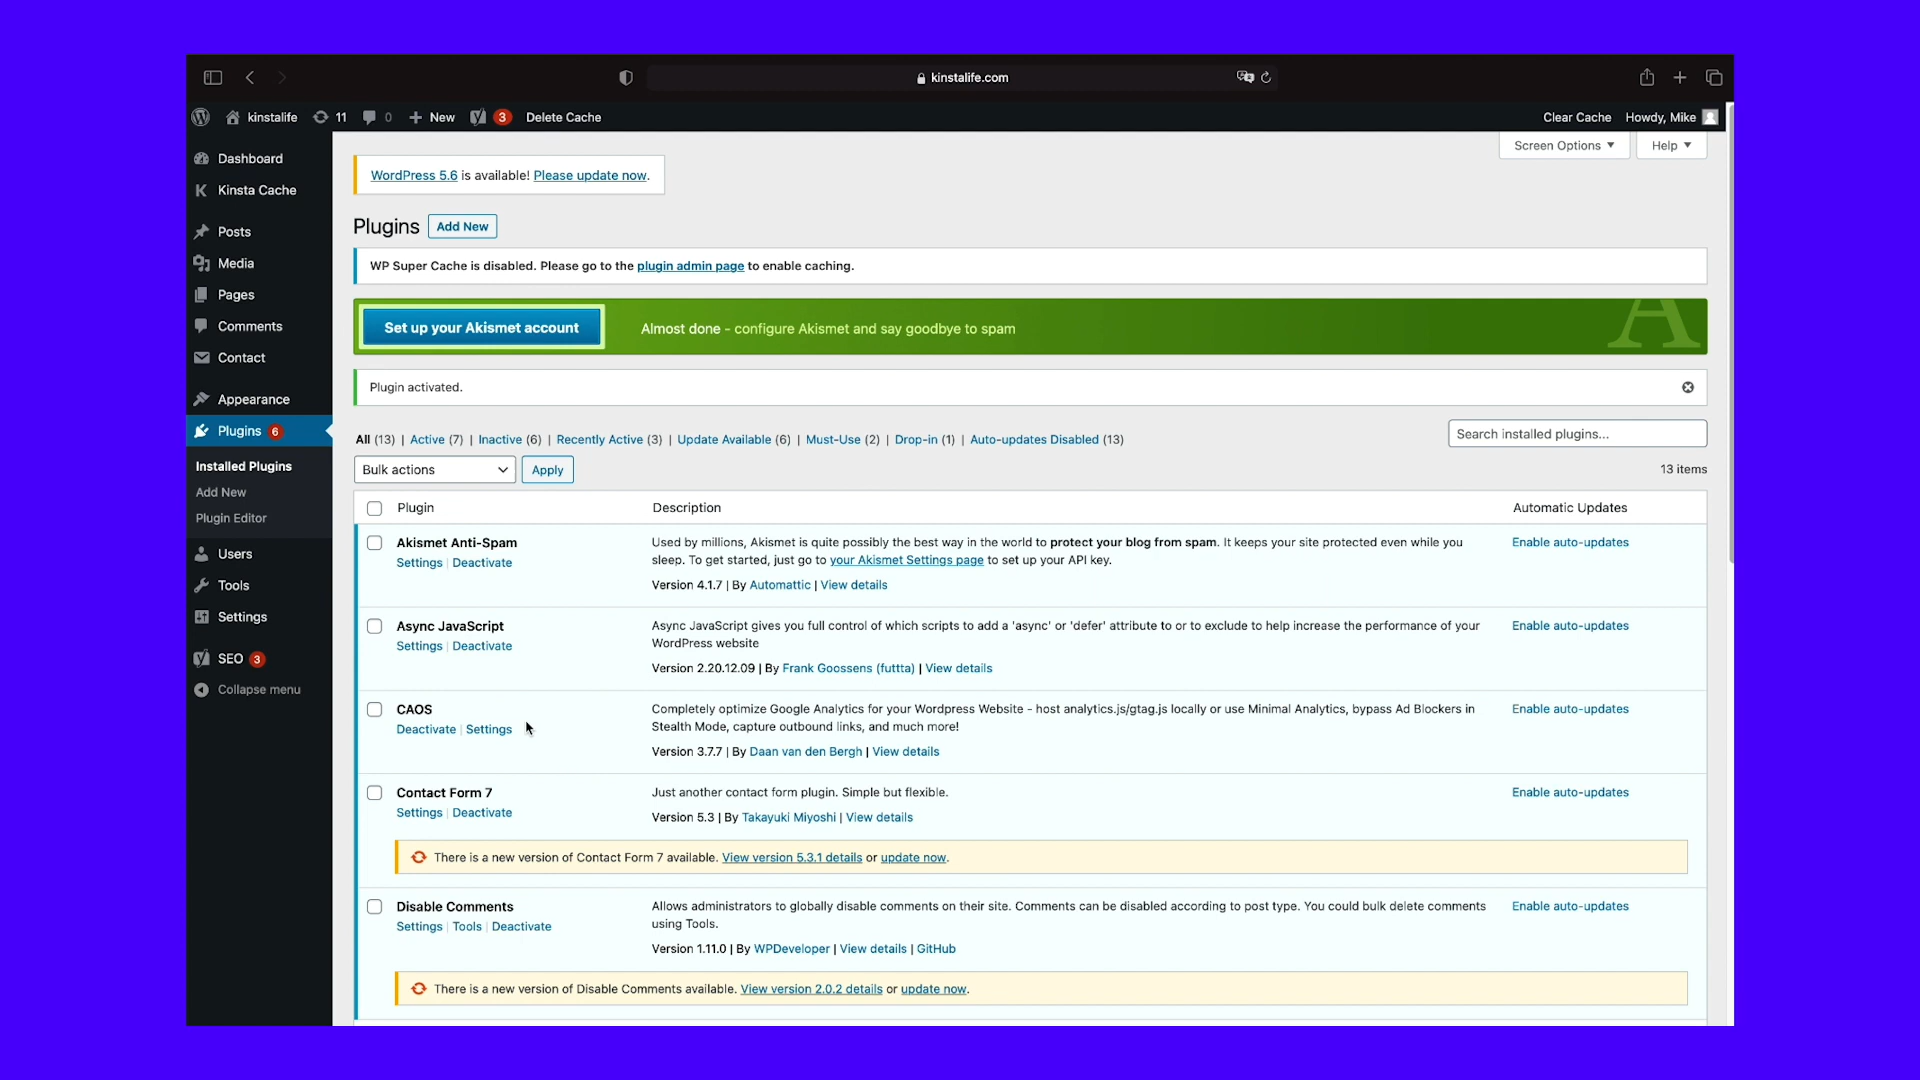 kinstalife.com
kinstalife 11 0 New 3 Delete Cache Clear Cache Howdy, Mike
Screen Options Help
Dashboard
Kinsta Cache
Posts
Media
Pages
Comments
Contact
Appearance
Plugins 6
Installed Plugins
Add New
Plugin Editor
Users
Tools
Settings
SEO 3
Collapse menu
WordPress 5.6 is available! Please update now.
Plugins Add New
WP Super Cache is disabled. Please go to the plugin admin page to enable caching.
Set up your Akismet account Almost done - configure Akismet and say goodbye to spam
A
Plugin activated.
All (13) | Active (7) | Inactive (6) | Recently Active (3) | Update Available (6) | Must-Use (2) | Drop-in (1) | Auto-updates Disabled (13)
Search installed plugins...
Bulk actions Apply 13 items
Plugin Description Automatic Updates
Akismet Anti-Spam
Settings | Deactivate
Used by millions, Akismet is quite possibly the best way in the world to protect your blog from spam. It keeps your site protected even while you
sleep. To get started, just go to your Akismet Settings page to set up your API key.
Version 4.1.7 | By Automattic | View details
Enable auto-updates
Async JavaScript
Settings | Deactivate
Async JavaScript gives you full control of which scripts to add a 'async' or 'defer' attribute to or to exclude to help increase the performance of your
WordPress website
Version 2.20.12.09 | By Frank Goossens (futtta) | View details
Enable auto-updates
CAOS
Deactivate | Settings
Completely optimize Google Analytics for your Wordpress Website - host analytics.js/gtag.js locally or use Minimal Analytics, bypass Ad Blockers in
Stealth Mode, capture outbound links, and much more!
Version 3.7.7 | By Daan van den Bergh | View details
Enable auto-updates
Contact Form 7
Settings | Deactivate
Just another contact form plugin. Simple but flexible.
Version 5.3 | By Takayuki Miyoshi | View details
Enable auto-updates
There is a new version of Contact Form 7 available. View version 5.3.1 details or update now.
Disable Comments
Settings | Tools | Deactivate
Allows administrators to globally disable comments on their site. Comments can be disabled according to post type. You could bulk delete comments
using Tools.
Version 1.11.0 | By WPDeveloper | View details | GitHub
Enable auto-updates
There is a new version of Disable Comments available. View version 2.0.2 details or update now.